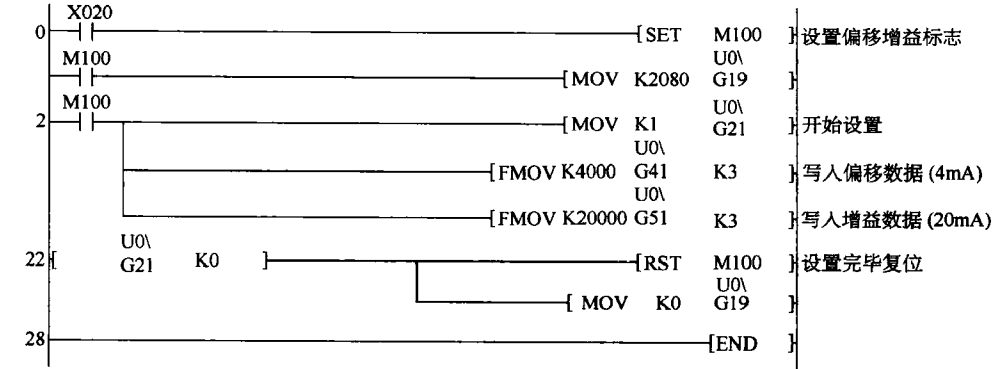 X020
0 [SET M100] 设置偏移增益标志
M100 U0\
[MOV K2080 G19]
M100 U0\
2 [MOV K1 G21] 开始设置
U0\
[FMOV K4000 G41 K3] 写人偏移数据 (4mA)
U0\
[FMOV K20000 G51 K3] 写人增益数据 (20mA)
U0\
22 [ G21 K0 ] [RST M100] 设置完毕复位
U0\
[ MOV K0 G19 ]
28 [END ]